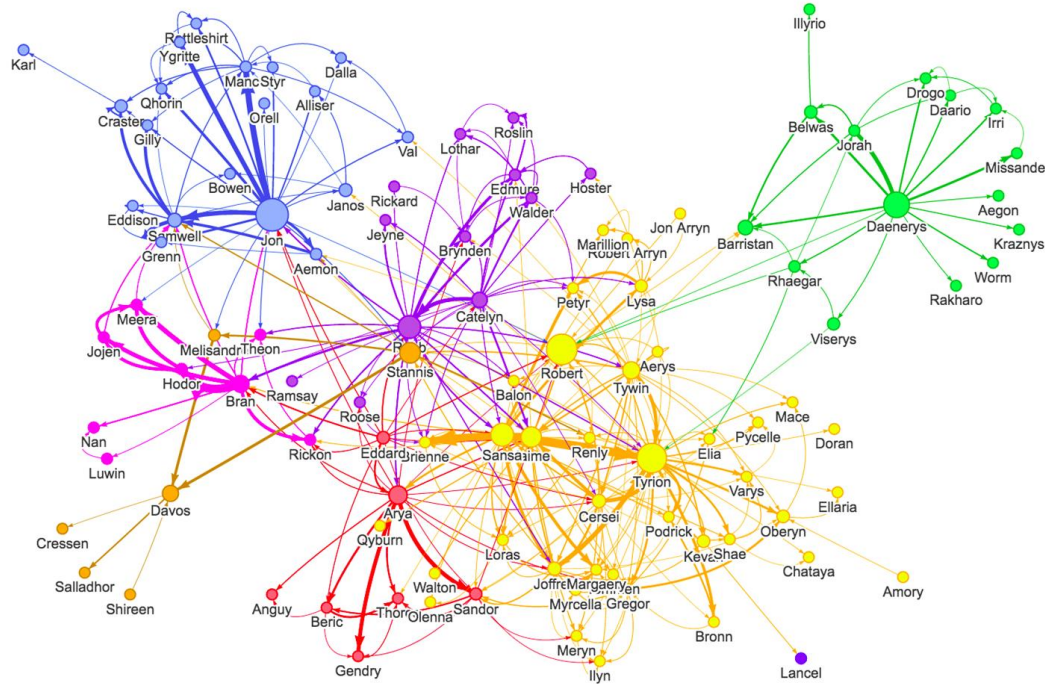 Illyrio
Rattleshirt
Ygritte
Karl
Mance
Styr
Dalla
Drogo
Daario
Qhorin
Alliser
Irri
Craster
Orell
Roslin
Belwas
Gilly
Lothar
Jorah
Val
Missande
Bowen
Edmure
Hoster
Rickard
Janos
Walder
Aegon
Eddison
Samwell
Jon
Jeyne
Jon Arryn
Daenerys
Grenn
Brynden
Marillion
Robert Arryn
Barristan
Kraznys
Aemon
Worm
Petyr
Lysa
Rhaegar
Rakharo
Meera
Catelyn
Jojen
Melisandre
Theon
Viserys
Stannis
Robert
Aerys
Hodor
Tywin
Bran
Ramsay
Balon
Roose
Mace
Nan
Rickon
Eddard
Brienne
Sansa
Jaime
Renly
Elia
Pycelle
Doran
Luwin
Tyrion
Varys
Davos
Arya
Cersei
Ellaria
Cressen
Qyburn
Podrick
Oberyn
Loras
Kevan
Shae
Salladhor
Walton
Joffrey
Margaery
Chataya
Shireen
Anguy
Beric
Thoros
Olenna
Sandor
Myrcella
Gregor
Amory
Bronn
Meryn
Gendry
Ilyn
Lancel